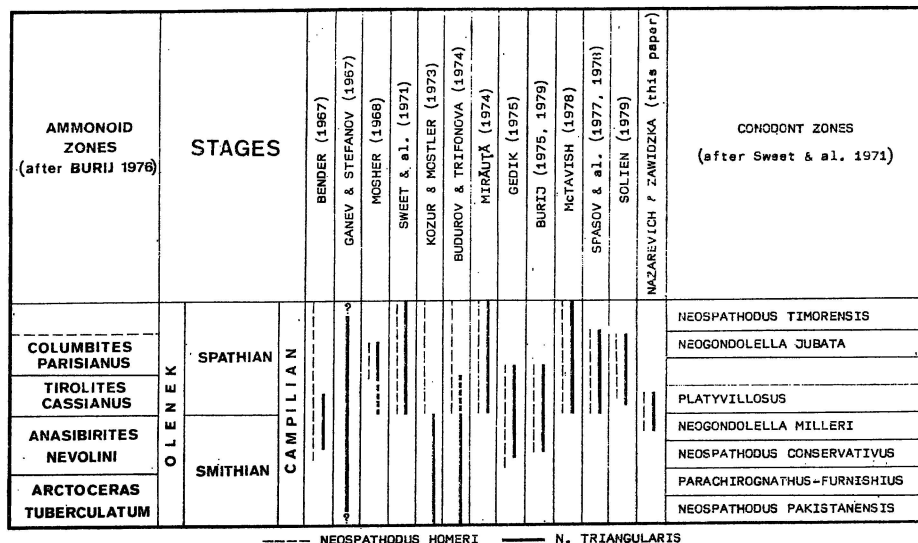 AMMONOID
ZONES
(after BURIJ 1976)
STAGES
BENDER (1967)
GANEV & STEFANOV (1967)
MOSHER (1968)
SWEET & al. (1971)
KOZUR & MOSTLER (1973)
BUDUROV & TRIFONOVA (1974)
MIRĂUŢĂ (1974)
GEDIK (1975)
BURIJ (1975, 1979)
McTAVISH (1978)
SPASOV & al. (1977, 1978)
SOLIEN (1979)
NAZAREVICH & ZAWIDZKA (this paper)
CONODONT ZONES
(after Sweet & al. 1971)
COLUMBITES
PARISIANUS
TIROLITES
CASSIANUS
ANASIBIRITES
NEVOLINI
ARCTOCERAS
TUBERCULATUM
OLENEK
SPATHIAN
SMITHIAN
CAMPILIAN
?
?
NEOSPATHODUS TIMORENSIS
NEOGONDOLELLA JUBATA
PLATYVILLOSUS
NEOGONDOLELLA MILLERI
NEOSPATHODUS CONSERVATIVUS
PARACHIROGNATHUS-FURNISHIUS
NEOSPATHODUS PAKISTANENSIS
---- NEOSPATHODUS HOMERI —— N. TRIANGULARIS